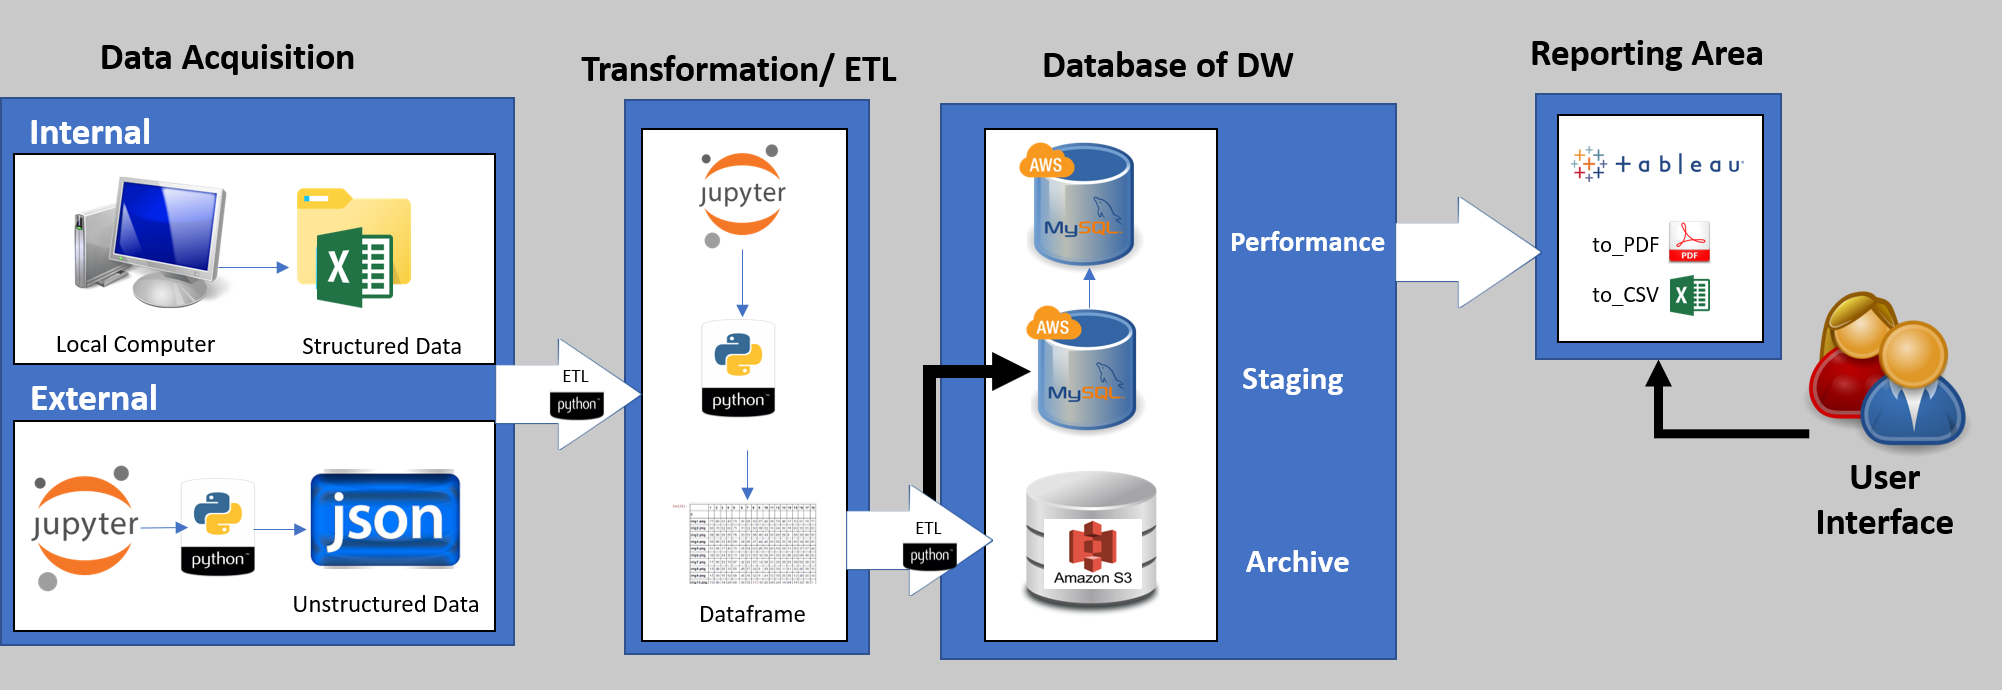 Data Acquisition
Internal
Local Computer
Structured Data
External
jupyter
python
json
Unstructured Data
ETL
python
Transformation/ ETL
jupyter
python
Dataframe
ETL
python
Database of DW
AWS
MySQL
Performance
AWS
MySQL
Staging
Amazon S3
Archive
Reporting Area
+ a b l e a u
to_PDF
PDF
to_CSV
X
User
Interface